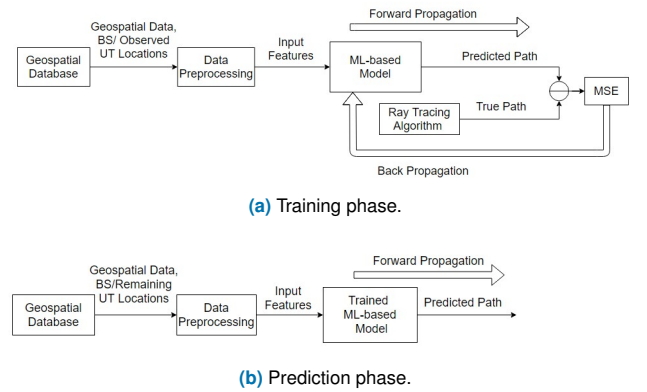 Forward Propagation
Geospatial Data,
BS/ Observed
UT Locations
Geospatial
Database
Data
Preprocessing
Input
Features
ML-based
Model
Predicted Path
MSE
Ray Tracing
Algorithm
True Path
Back Propagation
(a) Training phase.
Forward Propagation
Geospatial Data,
BS/Remaining
UT Locations
Geospatial
Database
Data
Preprocessing
Input
Features
Trained
ML-based
Model
Predicted Path
(b) Prediction phase.